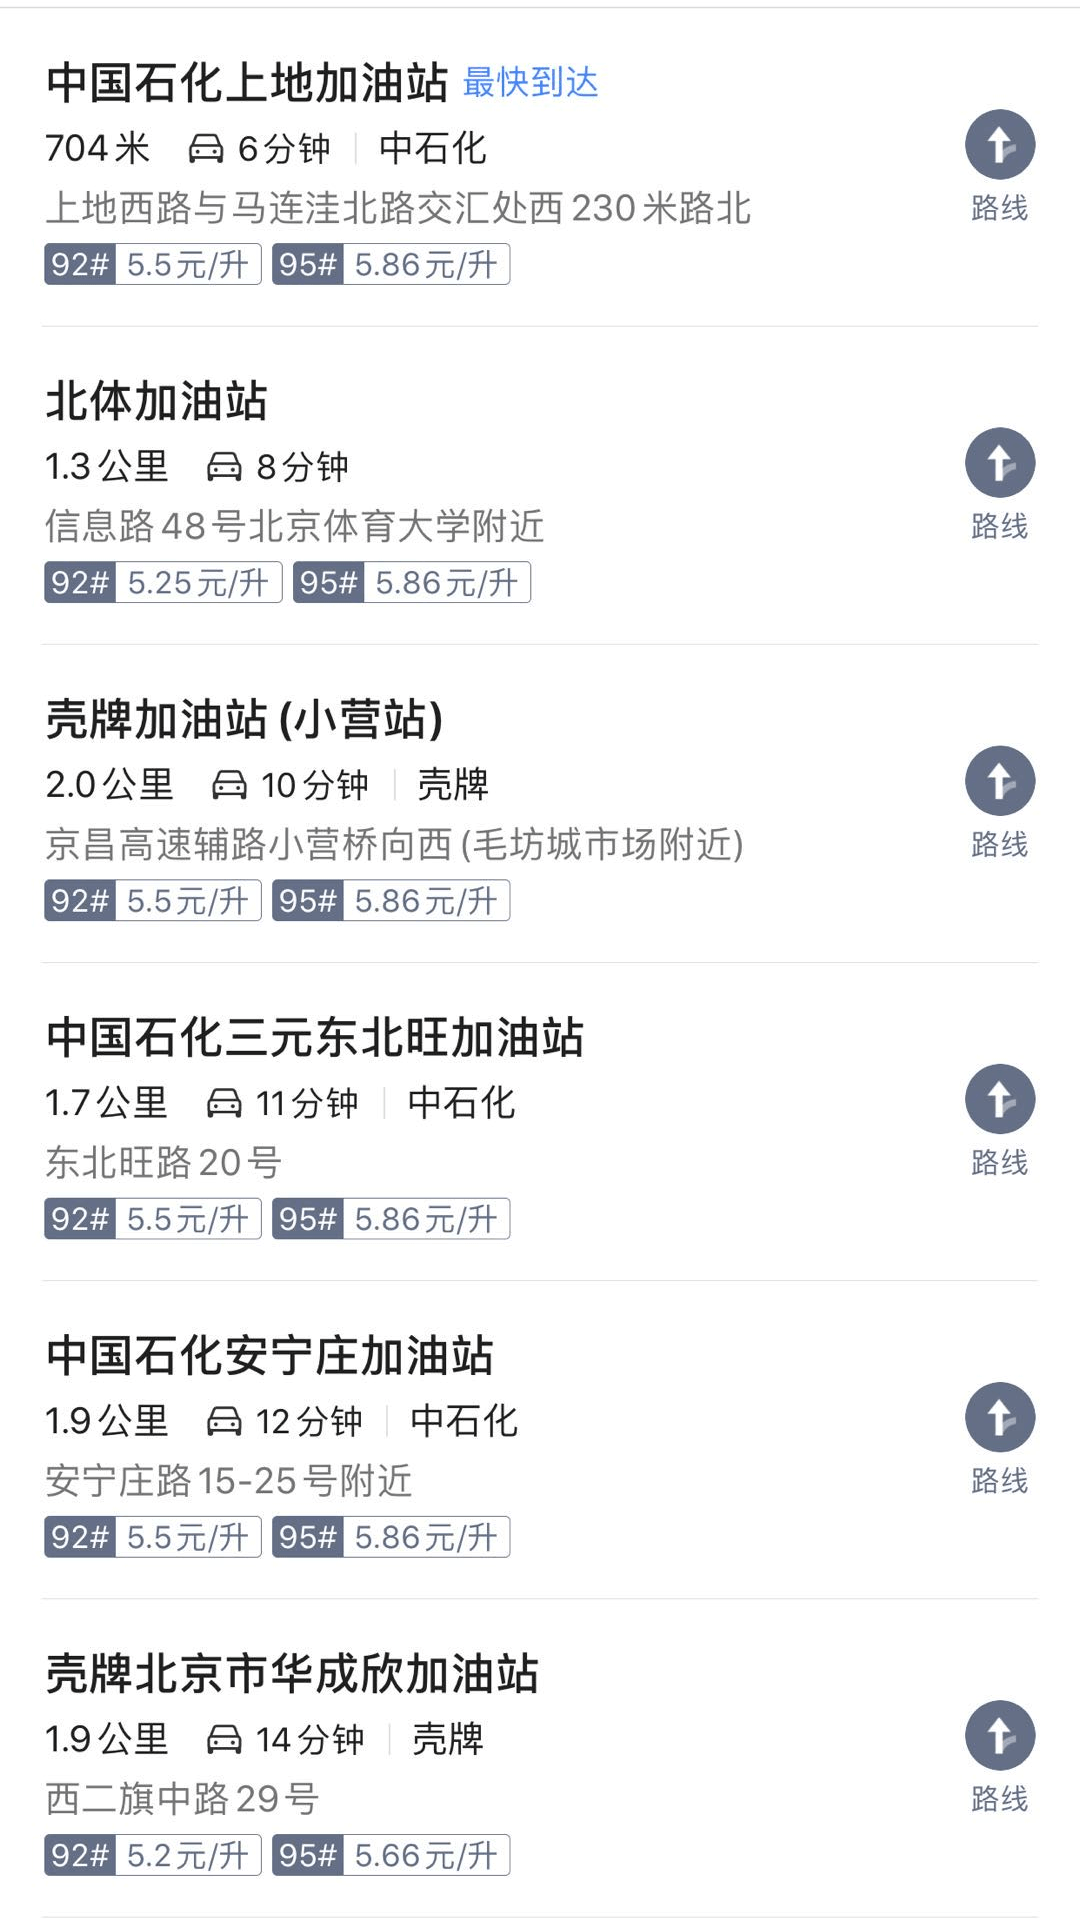 中国石化上地加油站 最快到达
704米 6分钟 中石化
上地西路与马连洼北路交汇处西230米路北
路线
92# 5.5元/升 95# 5.86元/升
北体加油站
1.3公里 8分钟
信息路48号北京体育大学附近
路线
92# 5.25元/升 95# 5.86元/升
壳牌加油站(小营站)
2.0公里 10分钟 壳牌
京昌高速辅路小营桥向西(毛坊城市场附近)
路线
92# 5.5元/升 95# 5.86元/升
中国石化三元东北旺加油站
1.7公里 11分钟 中石化
东北旺路20号
路线
92# 5.5元/升 95# 5.86元/升
中国石化安宁庄加油站
1.9公里 12分钟 中石化
安宁庄路15-25号附近
路线
92# 5.5元/升 95# 5.86元/升
壳牌北京市华成欣加油站
1.9公里 14分钟 壳牌
西二旗中路29号
路线
92# 5.2元/升 95# 5.66元/升